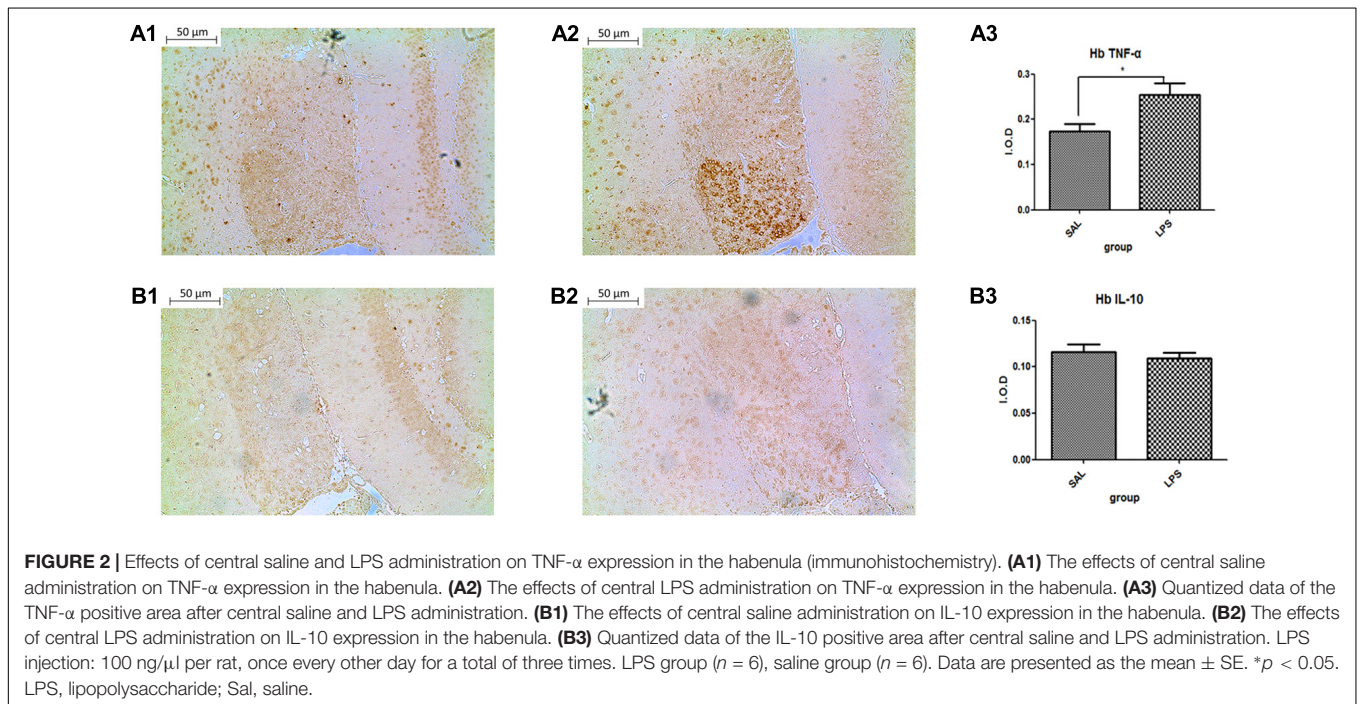 A1
50 µm
A2
50 µm
A3
Hb TNF-α
*
0.3
0.2
0.1
0.0
I.O.D
SAL
LPS
group
B1
50 µm
B2
50 µm
B3
Hb IL-10
0.15
0.10
0.05
0.00
I.O.D
SAL
LPS
group
FIGURE 2 | Effects of central saline and LPS administration on TNF-α expression in the habenula (immunohistochemistry). (A1) The effects of central saline
administration on TNF-α expression in the habenula. (A2) The effects of central LPS administration on TNF-α expression in the habenula. (A3) Quantized data of the
TNF-α positive area after central saline and LPS administration. (B1) The effects of central saline administration on IL-10 expression in the habenula. (B2) The effects
of central LPS administration on IL-10 expression in the habenula. (B3) Quantized data of the IL-10 positive area after central saline and LPS administration. LPS
injection: 100 ng/µl per rat, once every other day for a total of three times. LPS group (n = 6), saline group (n = 6). Data are presented as the mean ± SE. *p < 0.05.
LPS, lipopolysaccharide; Sal, saline.